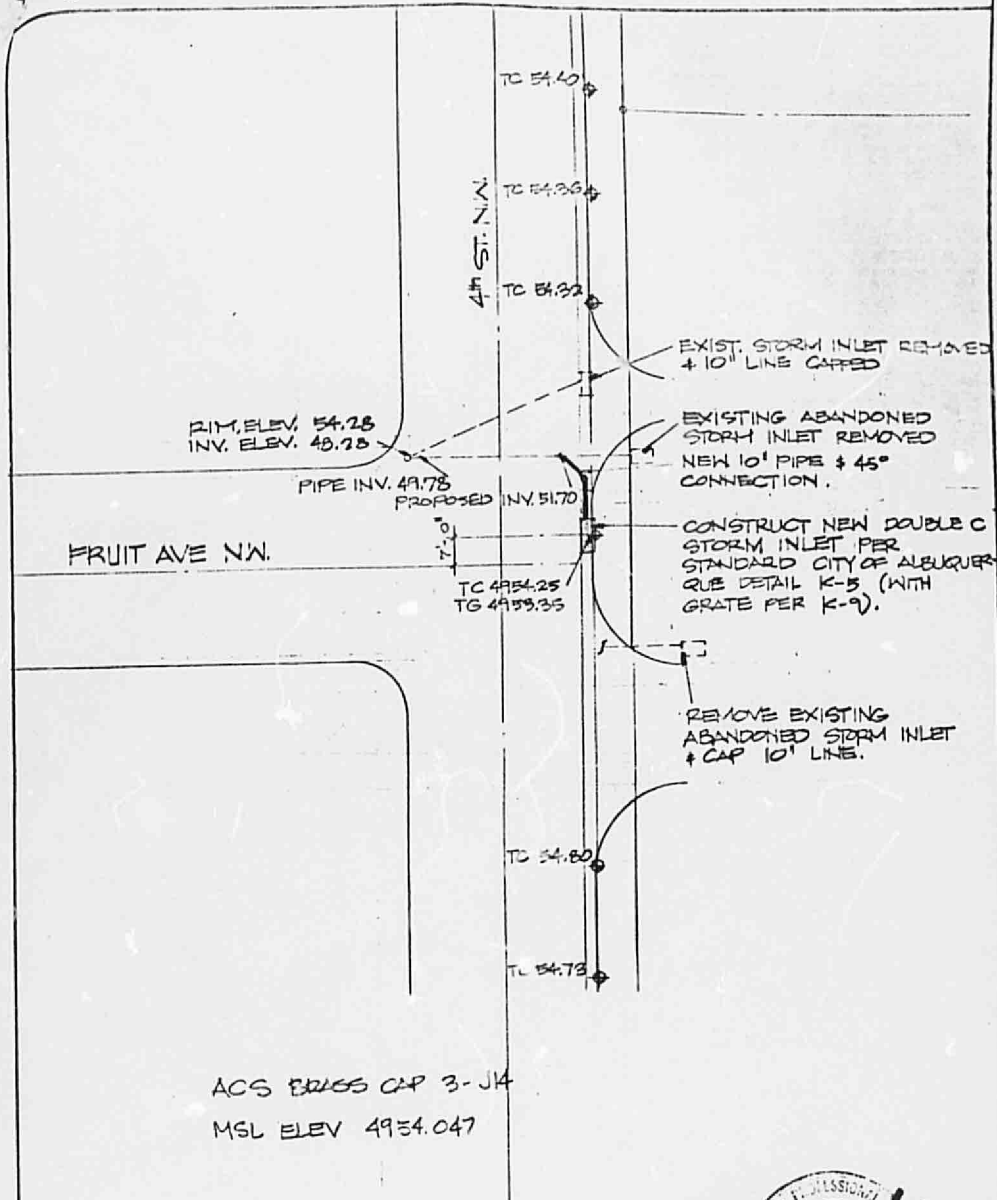 TC 54.40
4th ST. N.W.
TC 54.36
TC 54.32
EXIST. STORM INLET REMOVED
& 10" LINE CAPPED
RIM. ELEV. 54.28
INV. ELEV. 49.28
EXISTING ABANDONED
STORM INLET REMOVED
NEW 10" PIPE & 45°
CONNECTION.
PIPE INV. 49.78
PROPOSED INV. 51.70
7'-0"
FRUIT AVE NW.
CONSTRUCT NEW DOUBLE C
STORM INLET PER
STANDARD CITY OF ALBUQUER-
QUE DETAIL K-5 (WITH
GRATE PER K-9).
TC 4954.25
TG 4953.35
REMOVE EXISTING
ABANDONED STORM INLET
& CAP 10" LINE.
TC 54.80
TC 54.73
ACS BRASS CAP 3-J14
MSL ELEV 4954.047
PROFESSIONAL